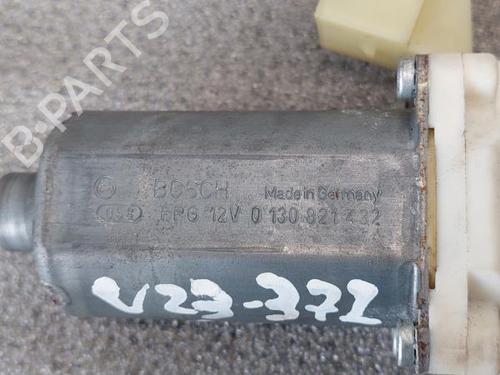 B-PARTS
BOSCH Made in Germany
FPG 12V 0 130 821 432
V23-372